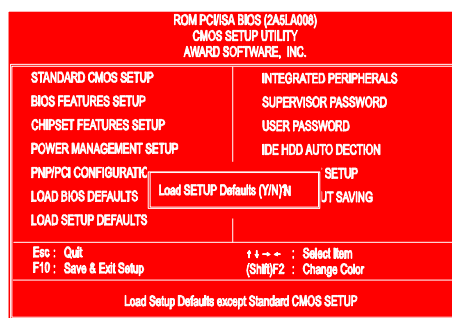 ROM PCI/ISA BIOS (2A5LA008)
CMOS SETUP UTILITY
AWARD SOFTWARE, INC.
STANDARD CMOS SETUP
BIOS FEATURES SETUP
CHIPSET FEATURES SETUP
POWER MANAGEMENT SETUP
PNP/PCI CONFIGURATIC
LOAD BIOS DEFAULTS
LOAD SETUP DEFAULTS
INTEGRATED PERIPHERALS
SUPERVISOR PASSWORD
USER PASSWORD
IDE HDD AUTO DECTION
SETUP
UT SAVING
Load SETUP Defaults (Y/N)?N
Esc : Quit
F10 : Save & Exit Setup
↑ ↓ → ← : Select Item
(Shift)F2 : Change Color
Load Setup Defaults except Standard CMOS SETUP